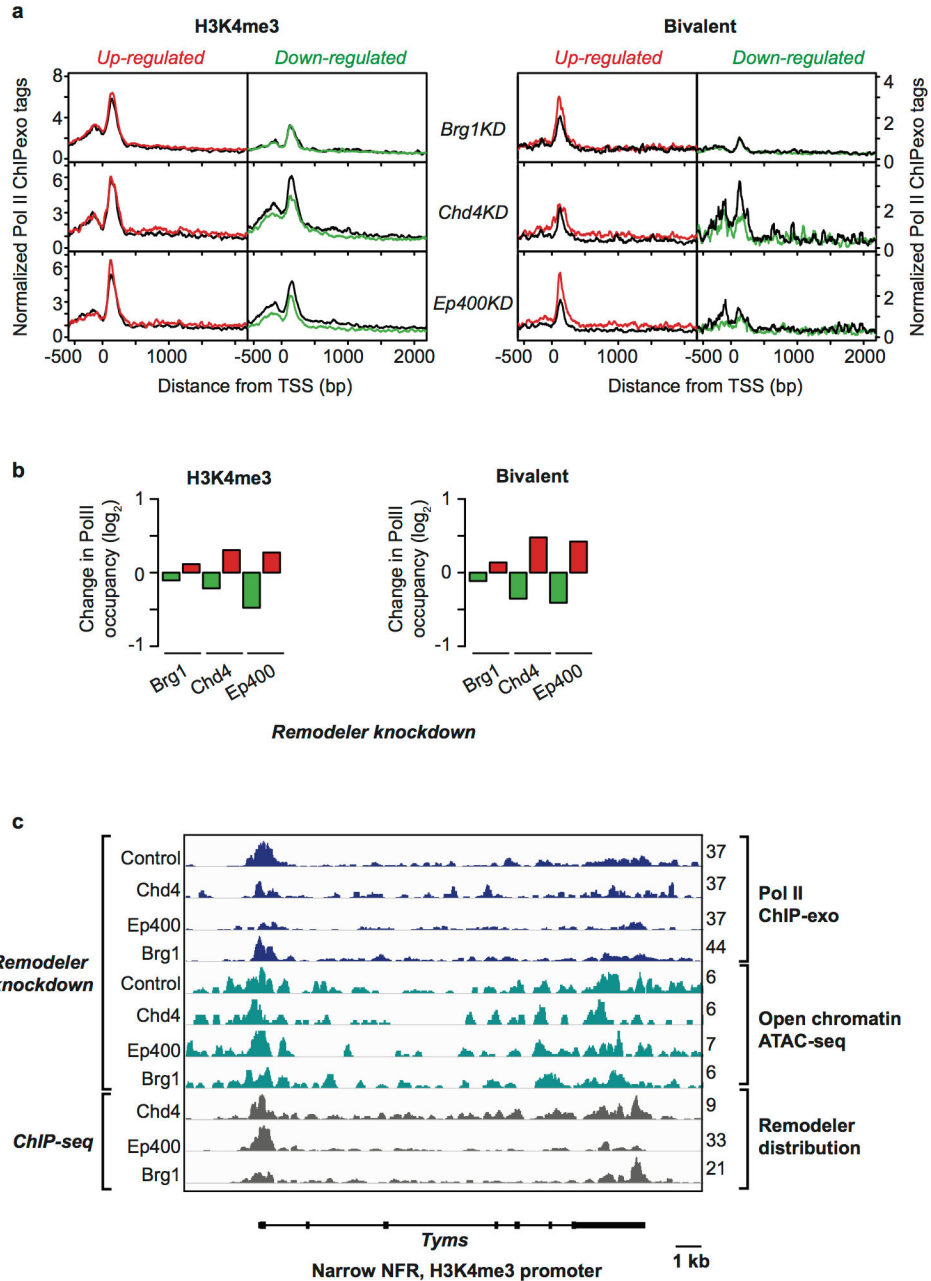 a
H3K4me3
Bivalent
Up-regulated
Down-regulated
Up-regulated
Down-regulated
Normalized Pol II ChIPexo tags
8
4
0
6
3
0
6
3
0
Brg1KD
Chd4KD
Ep400KD
4
2
0
4
2
0
4
2
0
Normalized Pol II ChIPexo tags
-500 0 1000 -500 0 1000 2000
-500 0 1000 -500 0 1000 2000
Distance from TSS (bp)
Distance from TSS (bp)
b
H3K4me3
Bivalent
Change in PolII
occupancy (log2)
1
0
-1
Brg1
Chd4
Ep400
Change in PolII
occupancy (log2)
1
0
-1
Brg1
Chd4
Ep400
Remodeler knockdown
c
Control 37
Chd4 37
Ep400 37
Brg1 44
Control 6
Chd4 6
Ep400 7
Brg1 6
Chd4 9
Ep400 33
Brg1 21
Remodeler
knockdown
ChIP-seq
Pol II
ChIP-exo
Open chromatin
ATAC-seq
Remodeler
distribution
Tyms
1 kb
Narrow NFR, H3K4me3 promoter